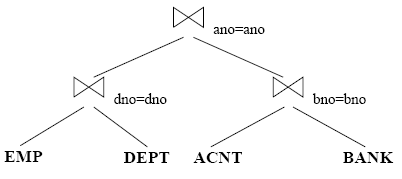 ano=ano
dno=dno
bno=bno
EMP
DEPT
ACNT
BANK